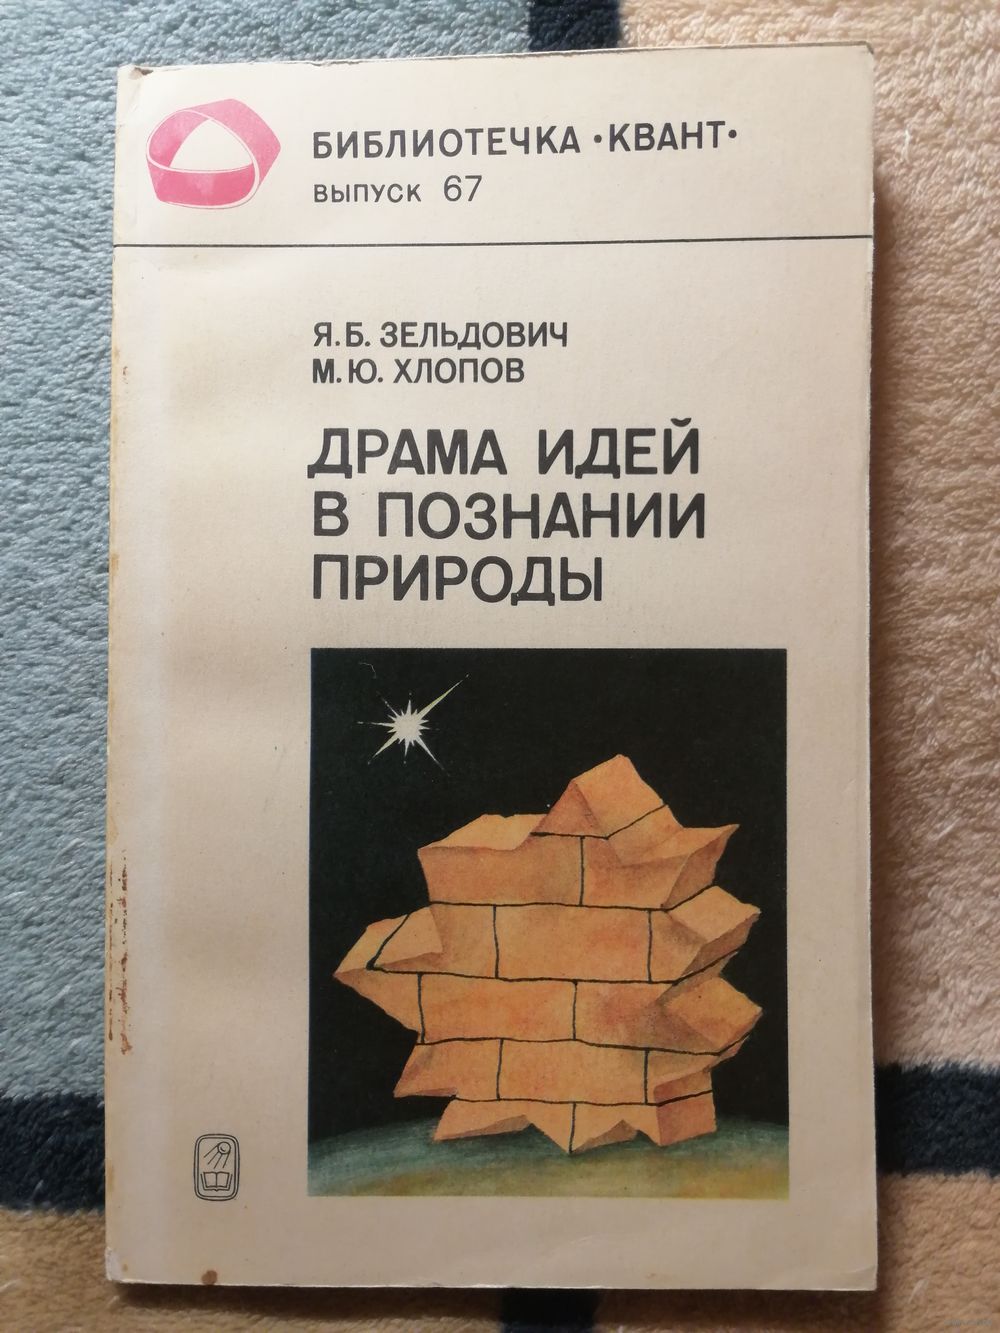 БИБЛИОТЕЧКА •КВАНТ•
ВЫПУСК 67
Я.Б. ЗЕЛЬДОВИЧ
М.Ю. ХЛОПОВ
ДРАМА ИДЕЙ
В ПОЗНАНИИ
ПРИРОДЫ